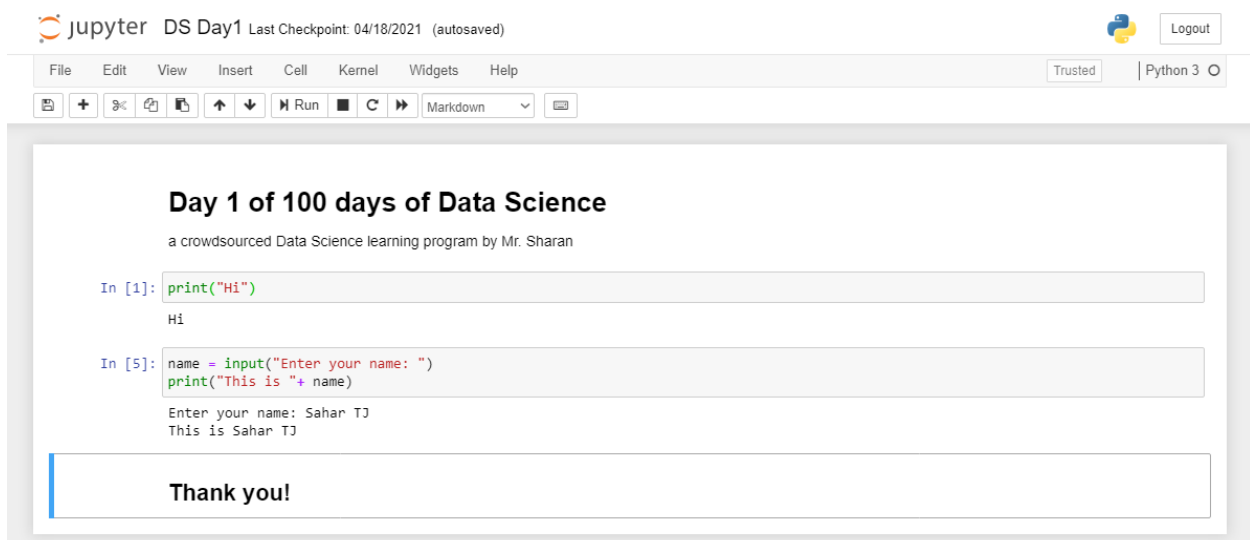 jupyter DS Day1 Last Checkpoint: 04/18/2021 (autosaved) Logout
File Edit View Insert Cell Kernel Widgets Help Trusted Python 3
Run Markdown
Day 1 of 100 days of Data Science
a crowdsourced Data Science learning program by Mr. Sharan
In [1]: print("Hi")
Hi
In [5]: name = input("Enter your name: ")
print("This is "+ name)
Enter your name: Sahar TJ
This is Sahar TJ
Thank you!